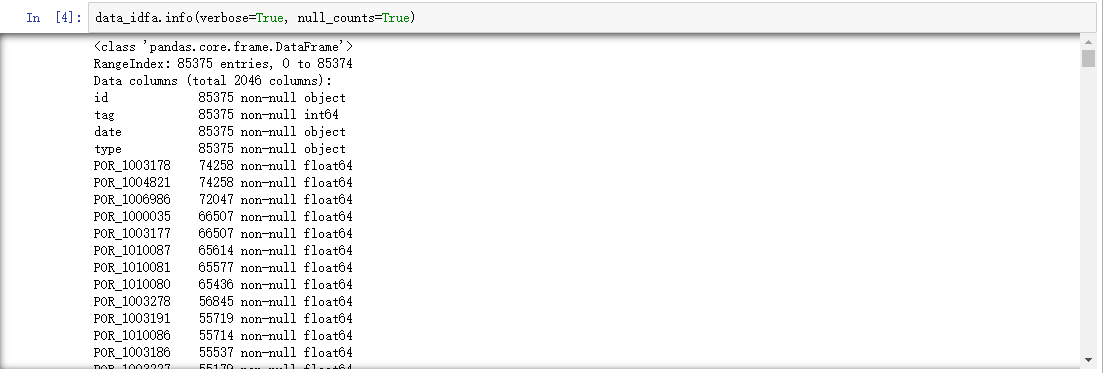 In [4]: data_idfa.info(verbose=True, null_counts=True)
<class 'pandas.core.frame.DataFrame'>
RangeIndex: 85375 entries, 0 to 85374
Data columns (total 2046 columns):
id 85375 non-null object
tag 85375 non-null int64
date 85375 non-null object
type 85375 non-null object
POR_1003178 74258 non-null float64
POR_1004821 74258 non-null float64
POR_1006986 72047 non-null float64
POR_1000035 66507 non-null float64
POR_1003177 66507 non-null float64
POR_1010087 65614 non-null float64
POR_1010081 65577 non-null float64
POR_1010080 65436 non-null float64
POR_1003278 56845 non-null float64
POR_1003191 55719 non-null float64
POR_1010086 55714 non-null float64
POR_1003186 55537 non-null float64